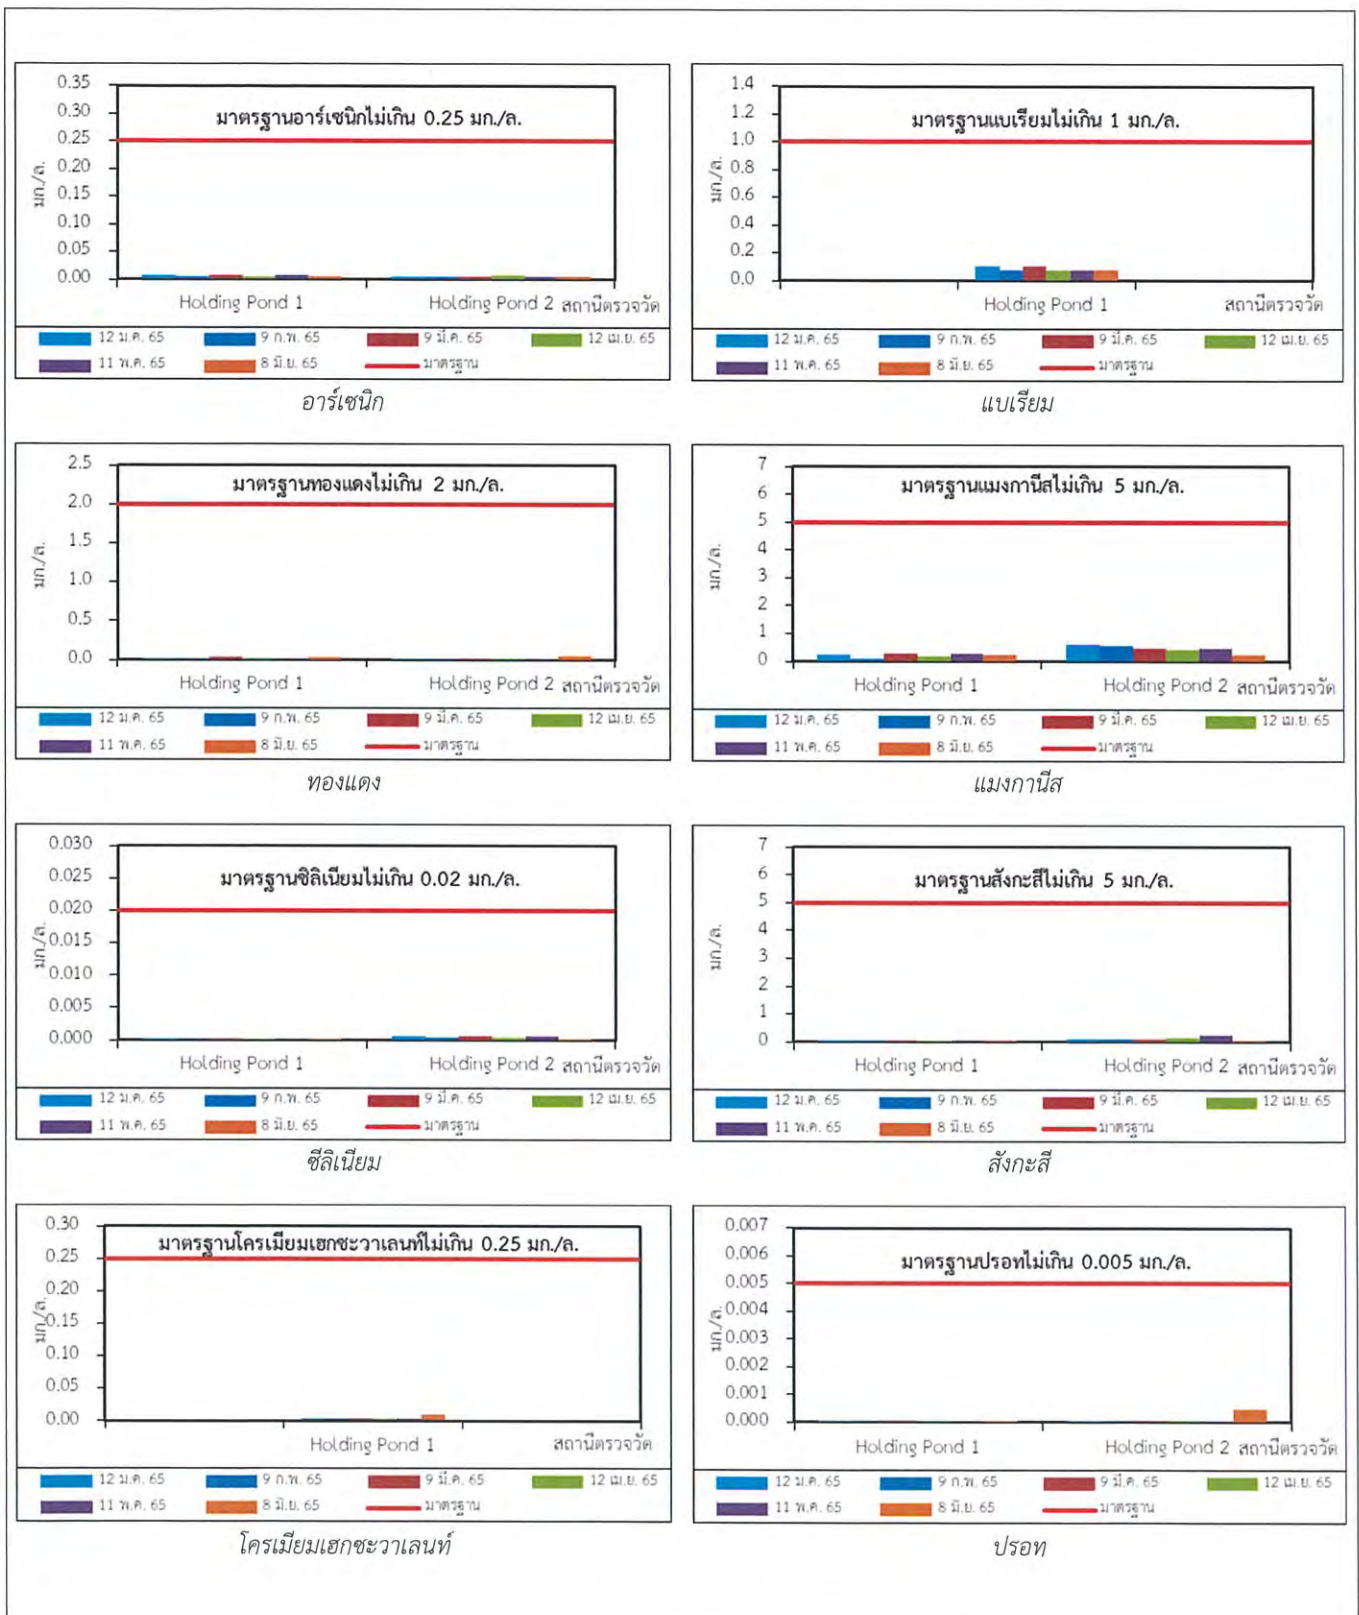 0.35
0.30
0.25
0.20
0.15
0.10
0.05
0.00
มก./ล.
มาตรฐานอาร์เซนิกไม่เกิน 0.25 มก./ล.
Holding Pond 1 Holding Pond 2 สถานีตรวจวัด
12 ม.ค. 65 9 ก.พ. 65 9 มี.ค. 65 12 เม.ย. 65
11 พ.ค. 65 8 มิ.ย. 65 มาตรฐาน
อาร์เซนิก
1.4
1.2
1.0
0.8
0.6
0.4
0.2
0.0
มก./ล.
มาตรฐานแบเรียมไม่เกิน 1 มก./ล.
Holding Pond 1 สถานีตรวจวัด
12 ม.ค. 65 9 ก.พ. 65 9 มี.ค. 65 12 เม.ย. 65
11 พ.ค. 65 8 มิ.ย. 65 มาตรฐาน
แบเรียม
2.5
2.0
1.5
1.0
0.5
0.0
มก./ล.
มาตรฐานทองแดงไม่เกิน 2 มก./ล.
Holding Pond 1 Holding Pond 2 สถานีตรวจวัด
12 ม.ค. 65 9 ก.พ. 65 9 มี.ค. 65 12 เม.ย. 65
11 พ.ค. 65 8 มิ.ย. 65 มาตรฐาน
ทองแดง
7
6
5
4
3
2
1
0
มก./ล.
มาตรฐานแมงกานีสไม่เกิน 5 มก./ล.
Holding Pond 1 Holding Pond 2 สถานีตรวจวัด
12 ม.ค. 65 9 ก.พ. 65 9 มี.ค. 65 12 เม.ย. 65
11 พ.ค. 65 8 มิ.ย. 65 มาตรฐาน
แมงกานีส
0.030
0.025
0.020
0.015
0.010
0.005
0.000
มก./ล.
มาตรฐานซิลิเนียมไม่เกิน 0.02 มก./ล.
Holding Pond 1 Holding Pond 2 สถานีตรวจวัด
12 ม.ค. 65 9 ก.พ. 65 9 มี.ค. 65 12 เม.ย. 65
11 พ.ค. 65 8 มิ.ย. 65 มาตรฐาน
ซีลิเนียม
7
6
5
4
3
2
1
0
มก./ล.
มาตรฐานสังกะสีไม่เกิน 5 มก./ล.
Holding Pond 1 Holding Pond 2 สถานีตรวจวัด
12 ม.ค. 65 9 ก.พ. 65 9 มี.ค. 65 12 เม.ย. 65
11 พ.ค. 65 8 มิ.ย. 65 มาตรฐาน
สังกะสี
0.30
0.25
0.20
0.15
0.10
0.05
0.00
มก./ล.
มาตรฐานโครเมียมเฮกซะวาเลนท์ไม่เกิน 0.25 มก./ล.
Holding Pond 1 สถานีตรวจวัด
12 ม.ค. 65 9 ก.พ. 65 9 มี.ค. 65 12 เม.ย. 65
11 พ.ค. 65 8 มิ.ย. 65 มาตรฐาน
โครเมียมเฮกซะวาเลนท์
0.007
0.006
0.005
0.004
0.003
0.002
0.001
0.000
มก./ล.
มาตรฐานปรอทไม่เกิน 0.005 มก./ล.
Holding Pond 1 Holding Pond 2 สถานีตรวจวัด
12 ม.ค. 65 9 ก.พ. 65 9 มี.ค. 65 12 เม.ย. 65
11 พ.ค. 65 8 มิ.ย. 65 มาตรฐาน
ปรอท